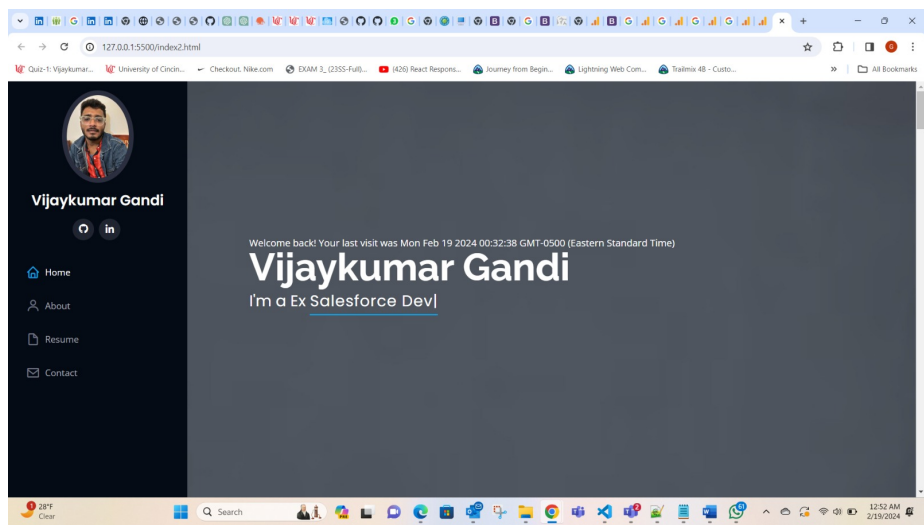 127.0.0.1:5500/index2.html
Quiz-1: Vijaykumar... University of Cincin... Checkout. Nike.com EXAM 3_ (23SS-Full)... (426) React Respons... Journey from Begin... Lightning Web Com... Trailmix 4B - Custo... » All Bookmarks
Vijaykumar Gandi
Home
About
Resume
Contact
Welcome back! Your last visit was Mon Feb 19 2024 00:32:38 GMT-0500 (Eastern Standard Time)
Vijaykumar Gandi
I'm a Ex Salesforce Dev|
28°F
Clear
Search
12:52 AM
2/19/2024